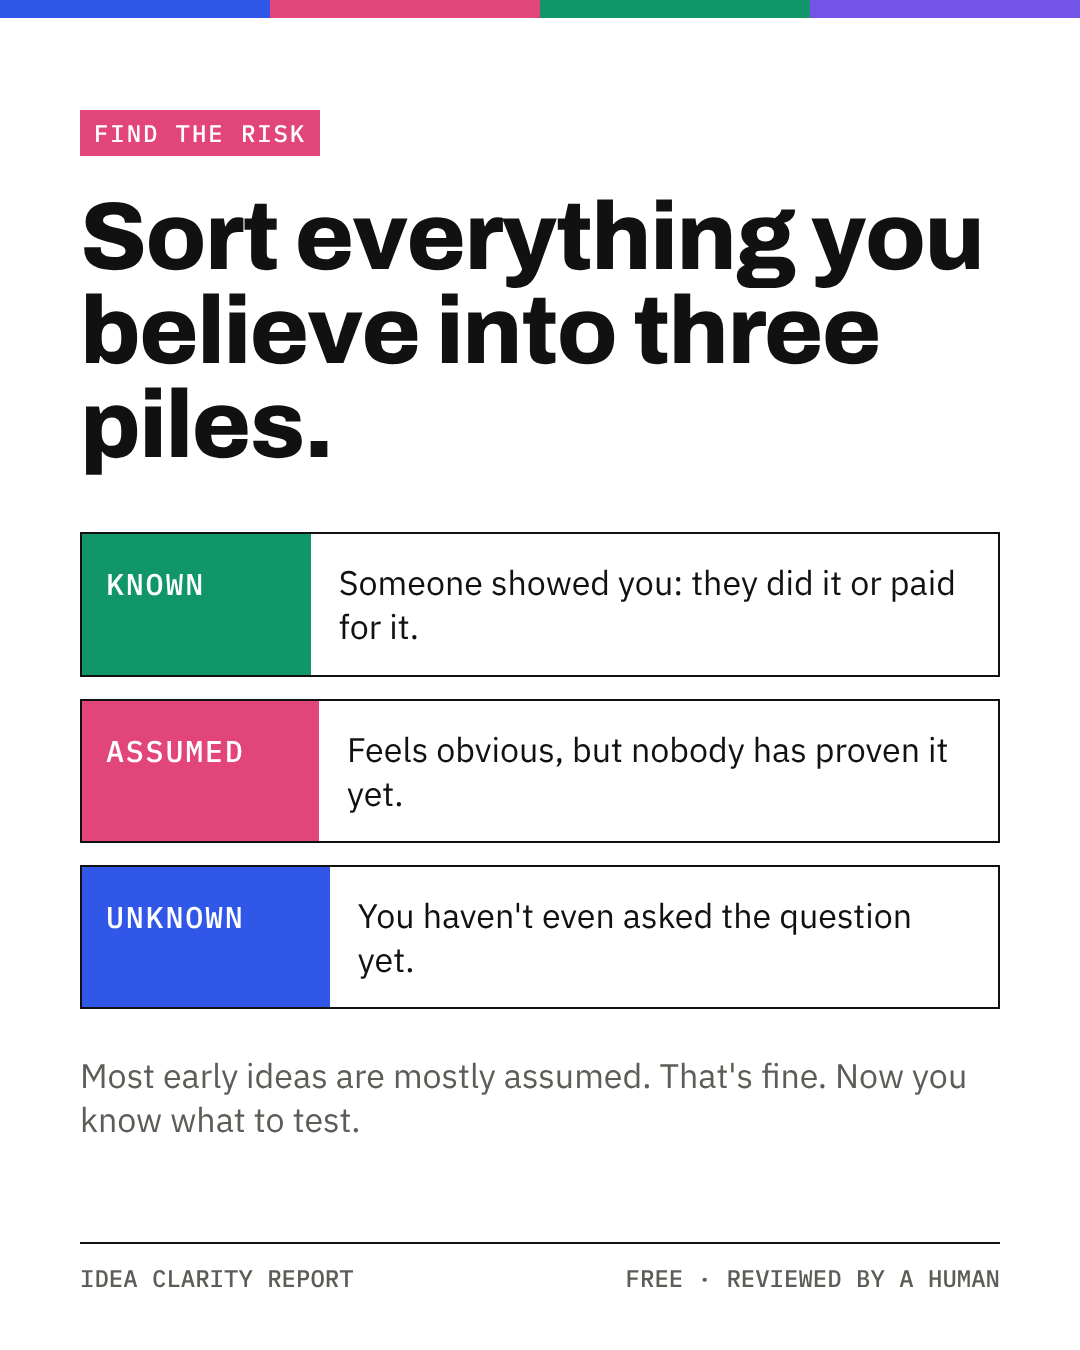 FIND THE RISK
Sort everything you
believe into three
piles.
KNOWN
Someone showed you: they did it or paid
for it.
ASSUMED
Feels obvious, but nobody has proven it
yet.
UNKNOWN
You haven't even asked the question
yet.
Most early ideas are mostly assumed. That's fine. Now you
know what to test.
IDEA CLARITY REPORT
FREE · REVIEWED BY A HUMAN